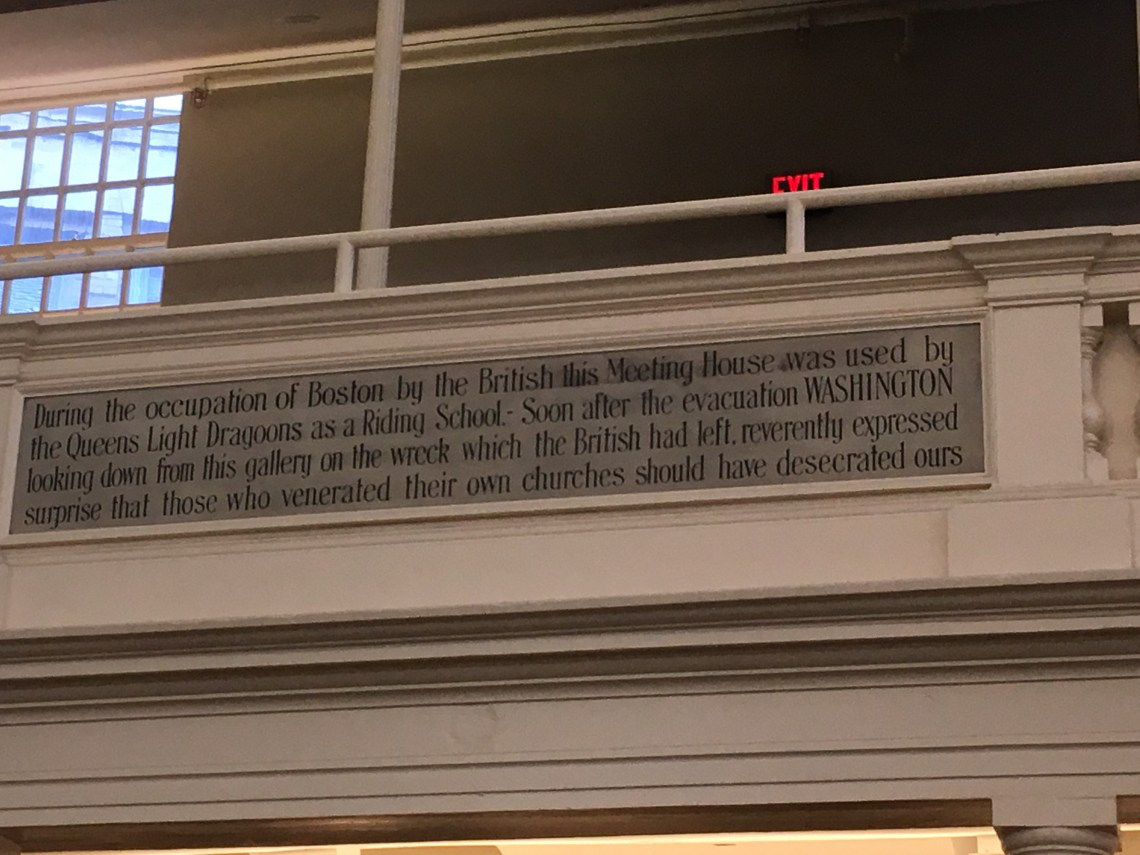 EXIT
During the occupation of Boston by the British this Meeting House was used by
the Queens Light Dragoons as a Riding School.- Soon after the evacuation WASHINGTON
looking down from this gallery on the wreck which the British had left, reverently expressed
surprise that those who venerated their own churches should have desecrated ours